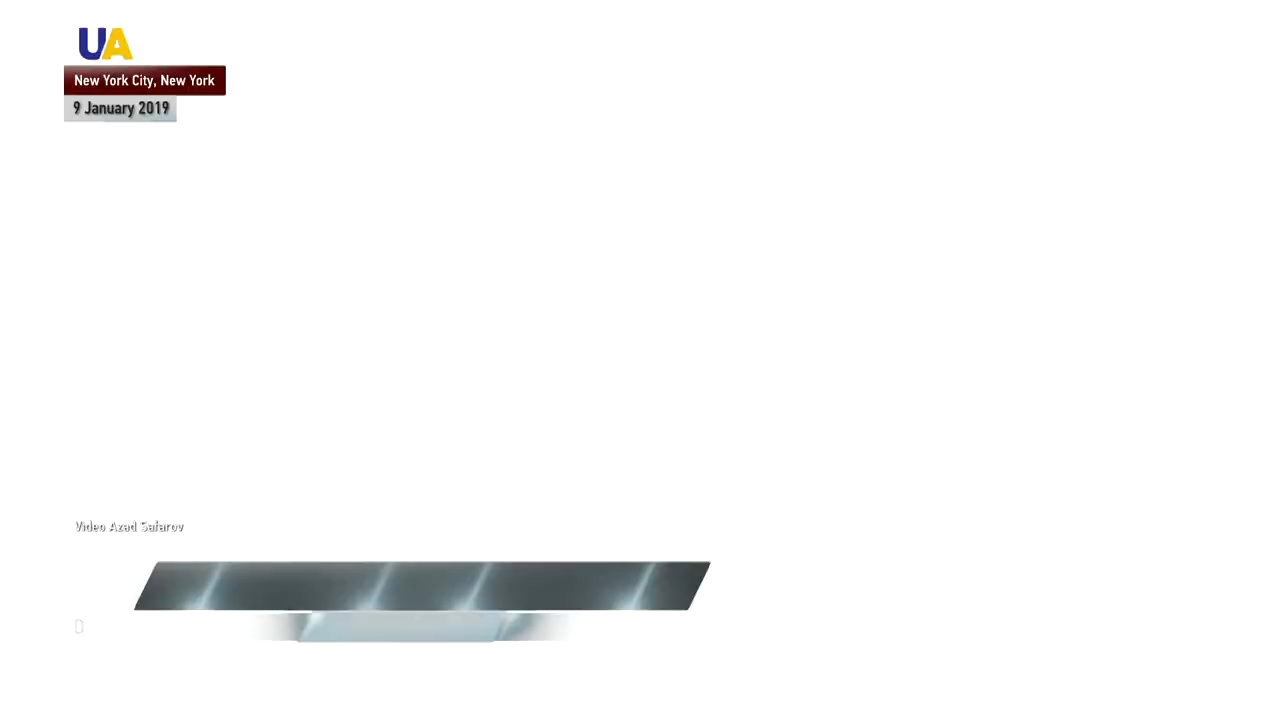 UA
New York City, New York
9 January 2019
Video Azad Safarov
D